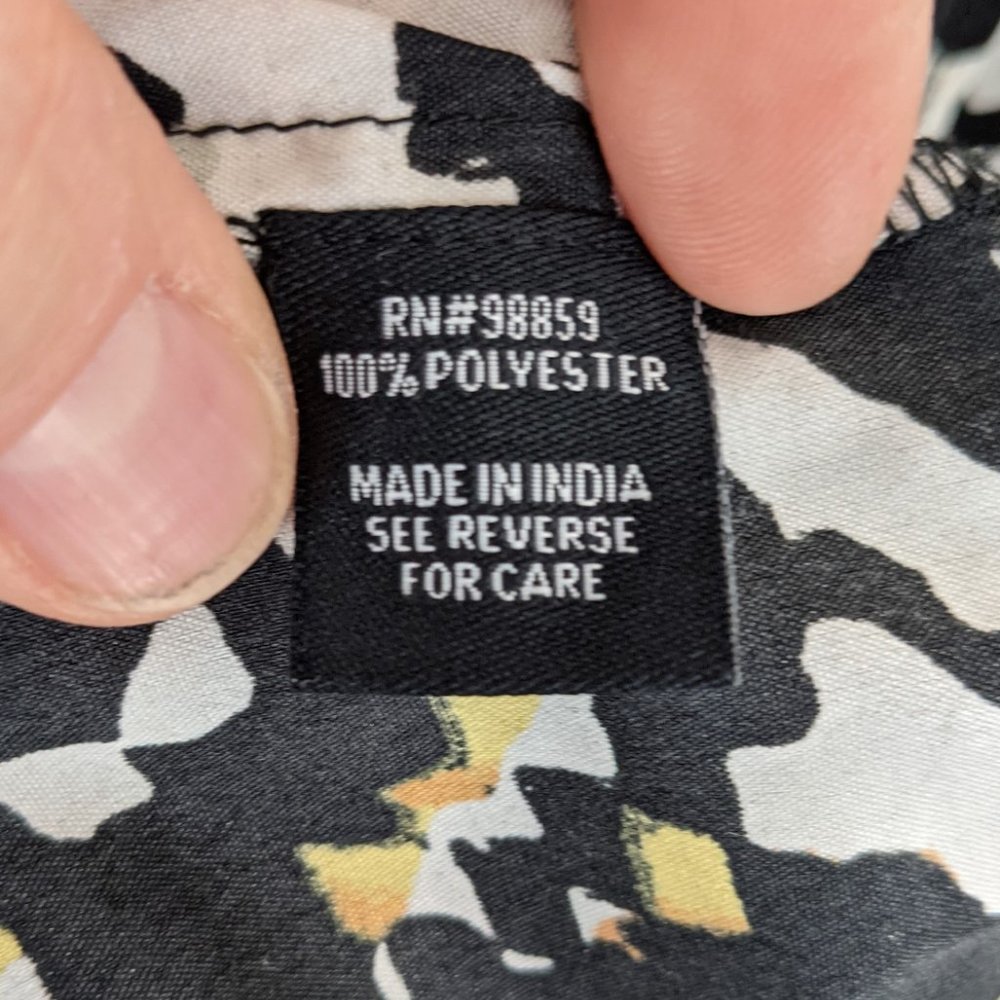 RN#98859
100% POLYESTER
MADE IN INDIA
SEE REVERSE
FOR CARE